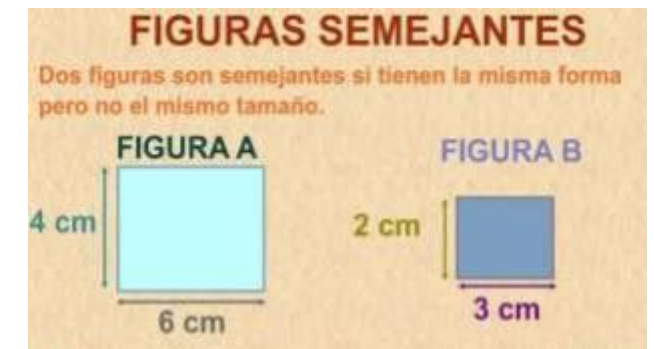 FIGURAS SEMEJANTES
Dos figuras son semejantes si tienen la misma forma
pero no el mismo tamaño.
FIGURA A
FIGURA B
4 cm
2 cm
6 cm
3 cm